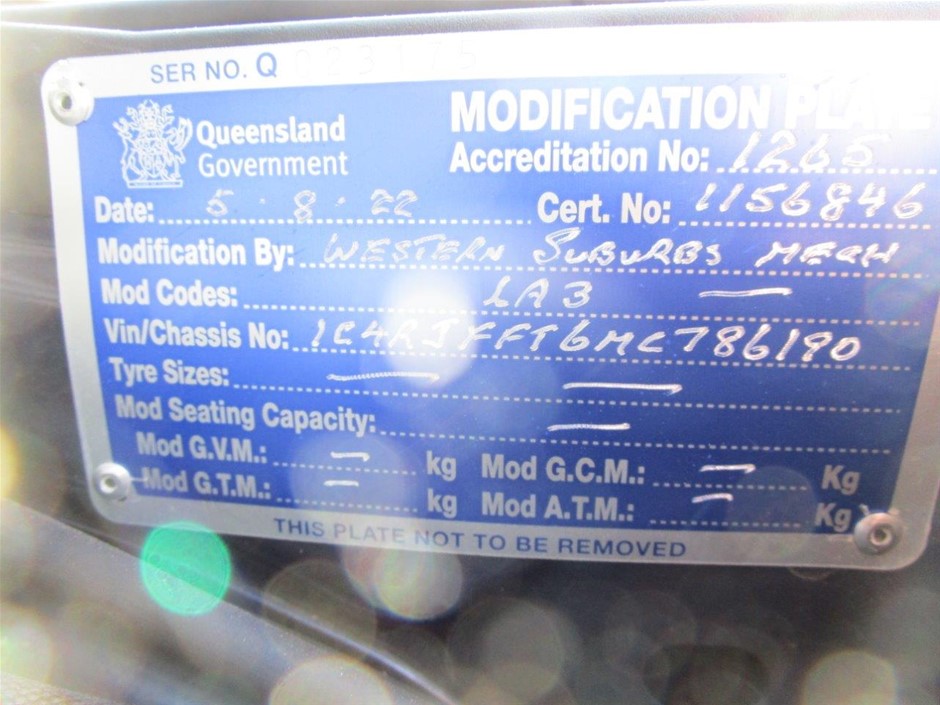 SER NO. Q 023175
Queensland
Government
MODIFICATION PLATE
Accreditation No: 1265
Date: 5 . 8 . 22
Cert. No: 1156846
Modification By: WESTERN SUBURBS MECH
Mod Codes: LA3 —
Vin/Chassis No: 1C4RJFFT6MC786190
Tyre Sizes: — —
Mod Seating Capacity: —
Mod G.V.M.: — kg Mod G.C.M.: — Kg
Mod G.T.M.: — kg Mod A.T.M.: — Kg
THIS PLATE NOT TO BE REMOVED